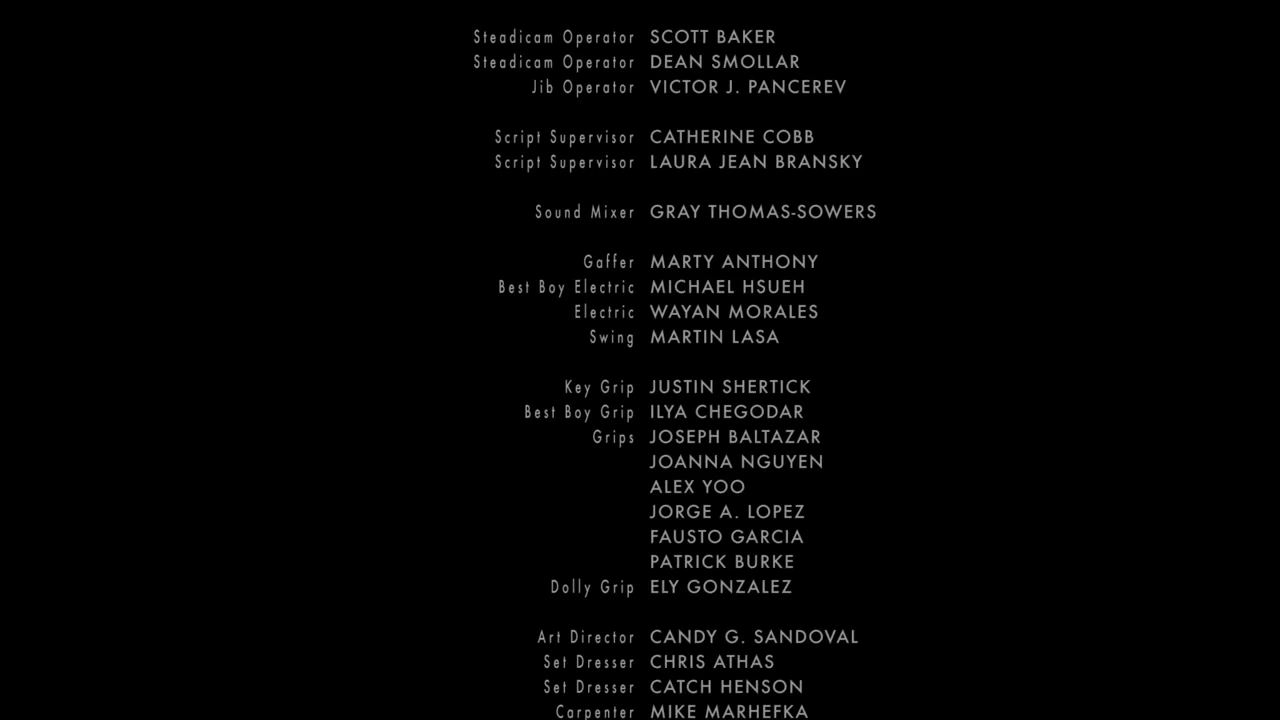 Steadicam Operator SCOTT BAKER
Steadicam Operator DEAN SMOLLAR
Jib Operator VICTOR J. PANCEREV
Script Supervisor CATHERINE COBB
Script Supervisor LAURA JEAN BRANSKY
Sound Mixer GRAY THOMAS-SOWERS
Gaffer MARTY ANTHONY
Best Boy Electric MICHAEL HSUEH
Electric WAYAN MORALES
Swing MARTIN LASA
Key Grip JUSTIN SHERTICK
Best Boy Grip ILYA CHEGODAR
Grips JOSEPH BALTAZAR
JOANNA NGUYEN
ALEX YOO
JORGE A. LOPEZ
FAUSTO GARCIA
PATRICK BURKE
Dolly Grip ELY GONZALEZ
Art Director CANDY G. SANDOVAL
Set Dresser CHRIS ATHAS
Set Dresser CATCH HENSON
Carpenter MIKE MARHEFKA